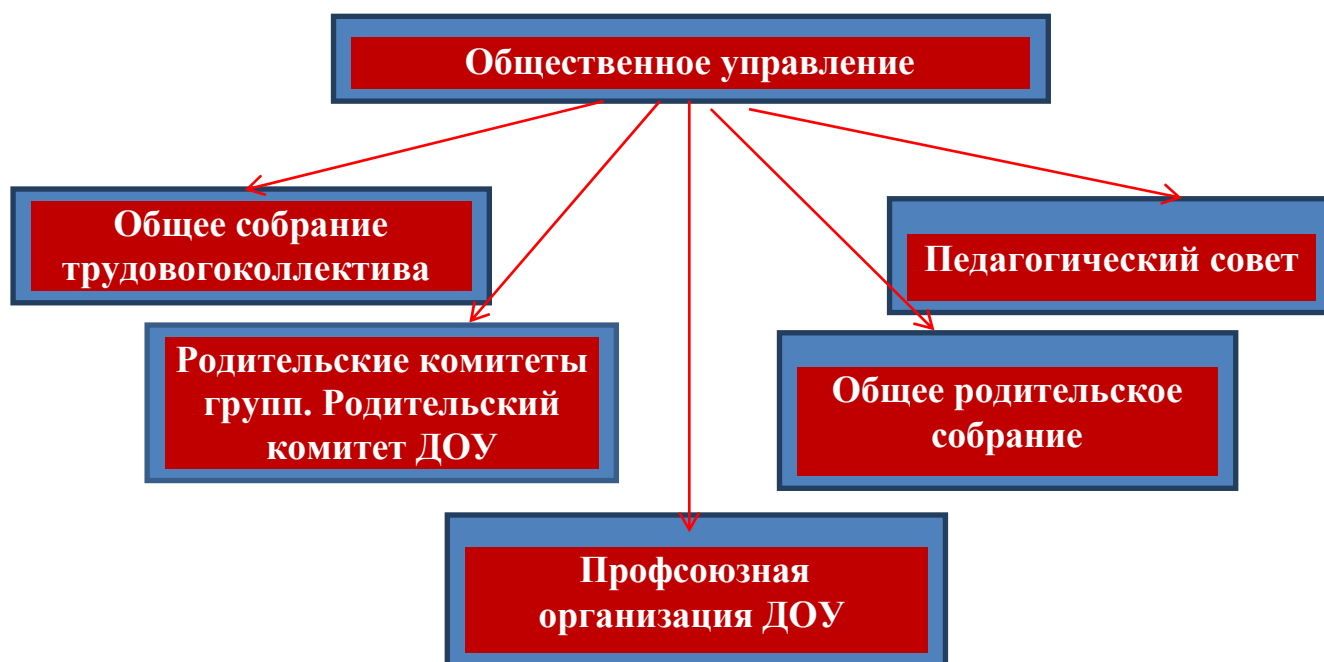 Общественное управление
Общее собрание
трудовогоколлектива
Педагогический совет
Родительские комитеты
групп. Родительский
комитет ДОУ
Общее родительское
собрание
Профсоюзная
организация ДОУ